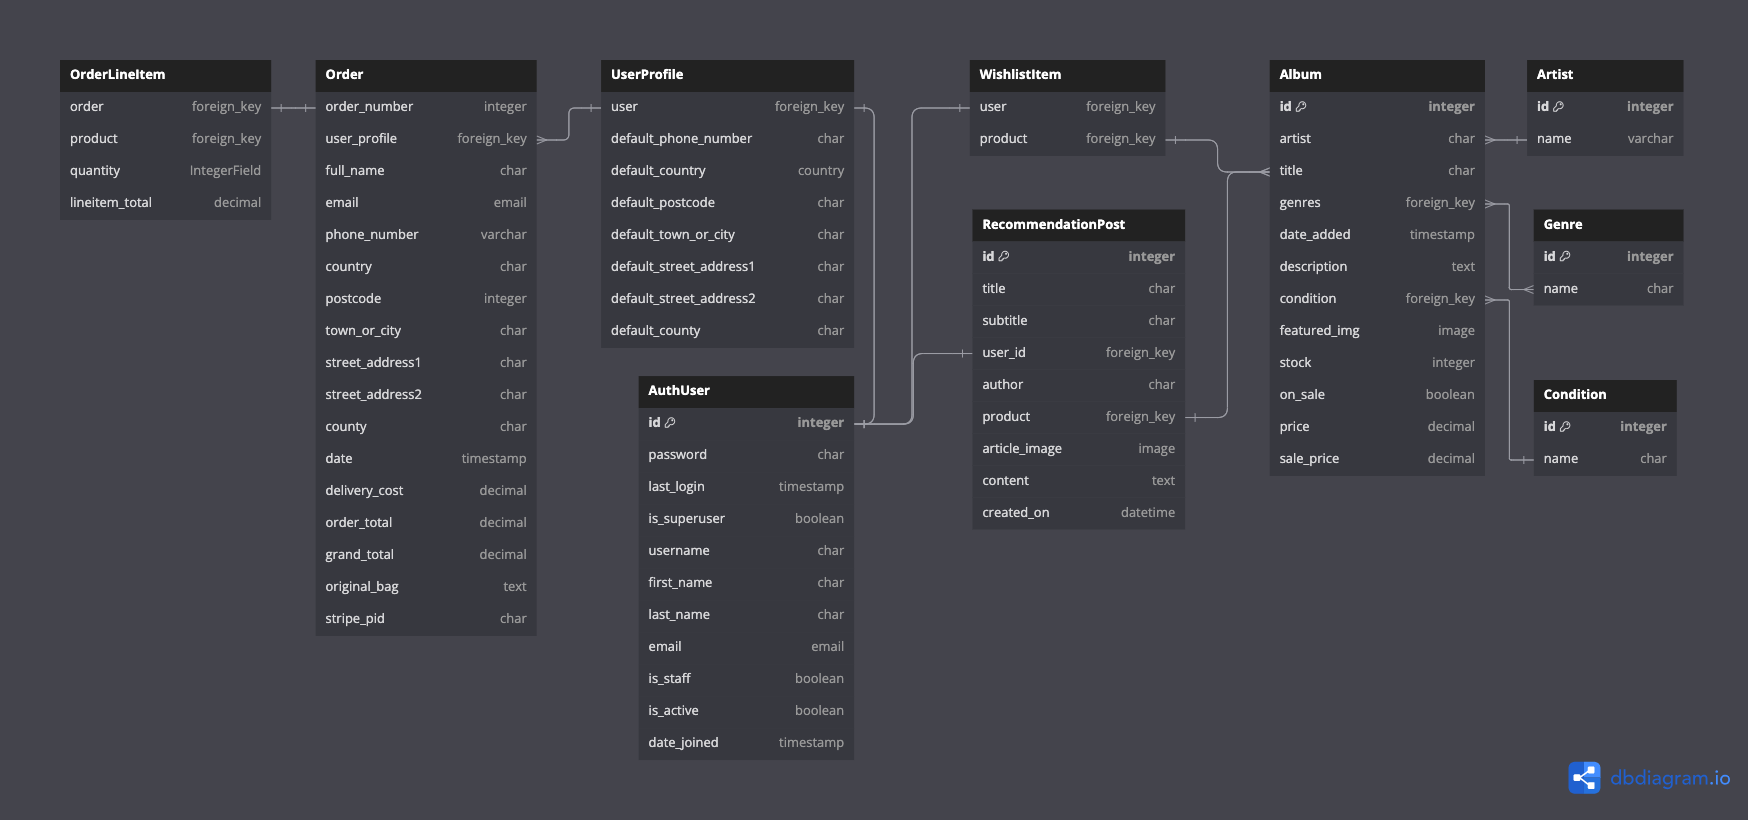 OrderLineItem
order foreign_key
product foreign_key
quantity IntegerField
lineitem_total decimal
Order
order_number integer
user_profile foreign_key
full_name char
email email
phone_number varchar
country char
postcode integer
town_or_city char
street_address1 char
street_address2 char
county char
date timestamp
delivery_cost decimal
order_total decimal
grand_total decimal
original_bag text
stripe_pid char
UserProfile
user foreign_key
default_phone_number char
default_country country
default_postcode char
default_town_or_city char
default_street_address1 char
default_street_address2 char
default_county char
AuthUser
id integer
password char
last_login timestamp
is_superuser boolean
username char
first_name char
last_name char
email email
is_staff boolean
is_active boolean
date_joined timestamp
WishlistItem
user foreign_key
product foreign_key
RecommendationPost
id integer
title char
subtitle char
user_id foreign_key
author char
product foreign_key
article_image image
content text
created_on datetime
Album
id integer
artist char
title char
genres foreign_key
date_added timestamp
description text
condition foreign_key
featured_img image
stock integer
on_sale boolean
price decimal
sale_price decimal
Artist
id integer
name varchar
Genre
id integer
name char
Condition
id integer
name char
dbdiagram.io